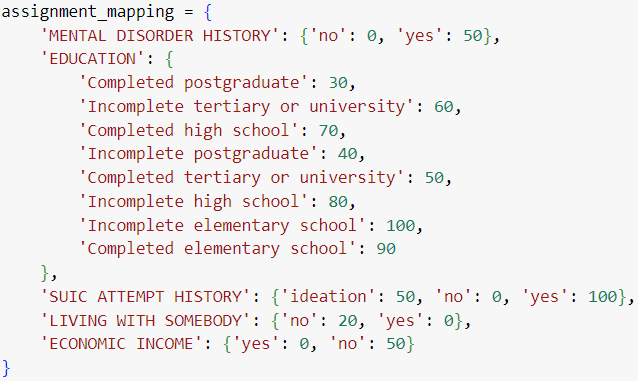 assignment_mapping = {
    'MENTAL DISORDER HISTORY': {'no': 0, 'yes': 50},
    'EDUCATION': {
        'Completed postgraduate': 30,
        'Incomplete tertiary or university': 60,
        'Completed high school': 70,
        'Incomplete postgraduate': 40,
        'Completed tertiary or university': 50,
        'Incomplete high school': 80,
        'Incomplete elementary school': 100,
        'Completed elementary school': 90
    },
    'SUIC ATTEMPT HISTORY': {'ideation': 50, 'no': 0, 'yes': 100},
    'LIVING WITH SOMEBODY': {'no': 20, 'yes': 0},
    'ECONOMIC INCOME': {'yes': 0, 'no': 50}
}